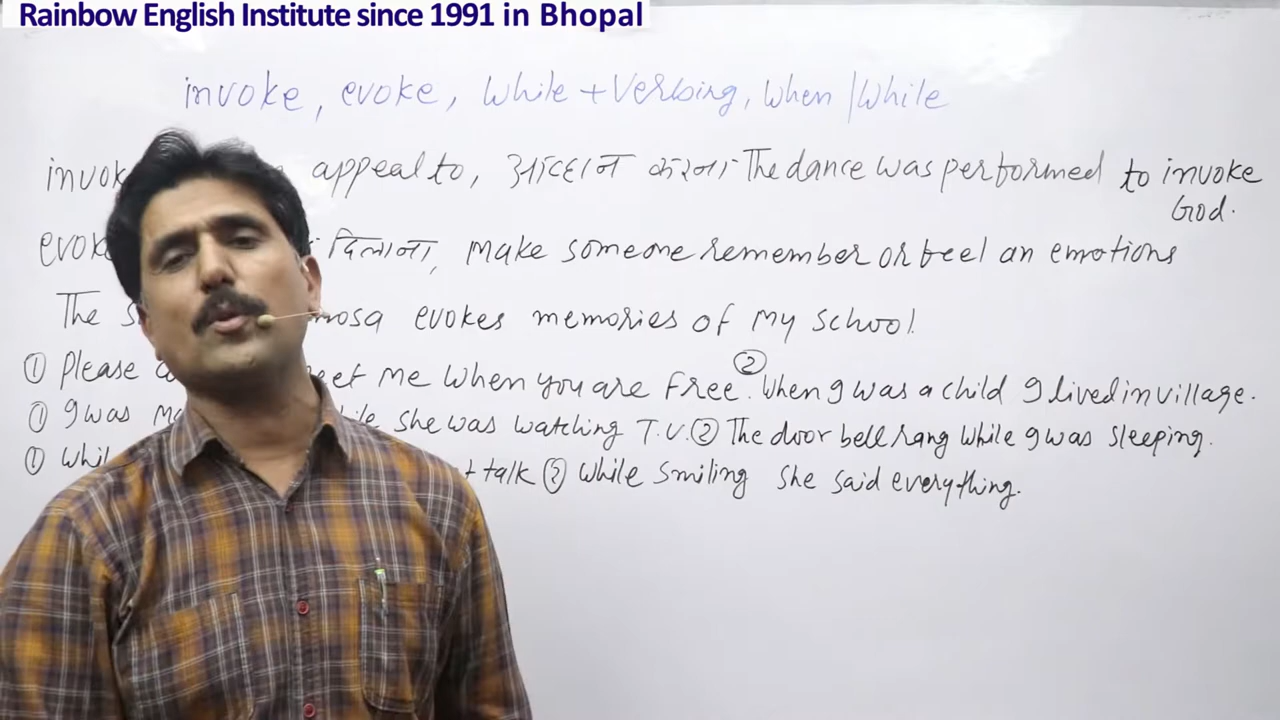 Rainbow English Institute since 1991 in Bhopal
invoke, evoke, While + Verbing, When / While
appeal to, आव्हान करना The dance was performed to invoke God.
दिलाना, make someone remember or feel an emotions
The evokes memories of my school.
① Please me when you are free. ② When I was a child I lived in village.
① I was she was watching T.V. ② The door bell rang while I was sleeping.
① talk ② While smiling she said everything.